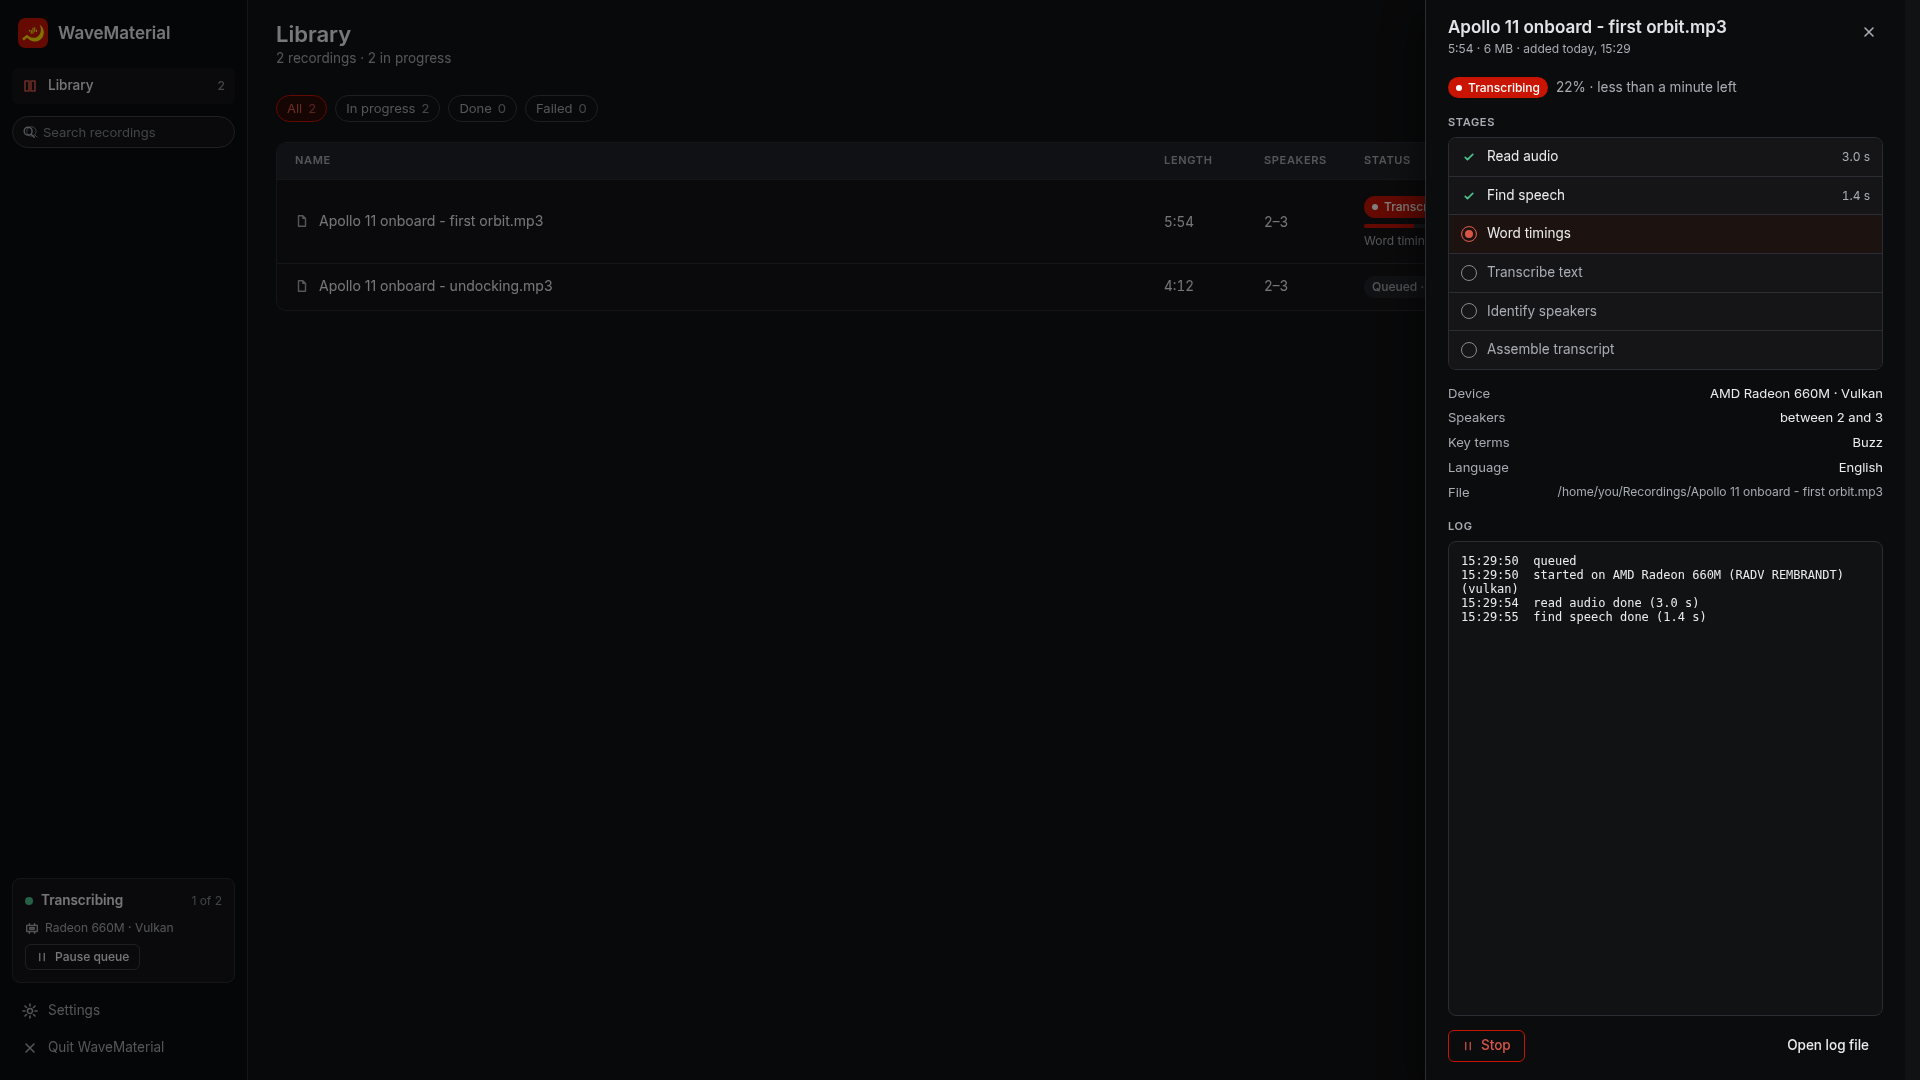 WaveMaterial
Library 2
Search recordings
Transcribing 1 of 2
Radeon 660M · Vulkan
Pause queue
Settings
Quit WaveMaterial
Library
2 recordings · 2 in progress
All 2 In progress 2 Done 0 Failed 0
NAME LENGTH SPEAKERS STATUS
Apollo 11 onboard - first orbit.mp3 5:54 2–3
Apollo 11 onboard - undocking.mp3 4:12 2–3 Queued ·
Apollo 11 onboard - first orbit.mp3
5:54 · 6 MB · added today, 15:29
Transcribing 22% · less than a minute left
STAGES
Read audio 3.0 s
Find speech 1.4 s
Word timings
Transcribe text
Identify speakers
Assemble transcript
Device AMD Radeon 660M · Vulkan
Speakers between 2 and 3
Key terms Buzz
Language English
File /home/you/Recordings/Apollo 11 onboard - first orbit.mp3
LOG
15:29:50 queued
15:29:50 started on AMD Radeon 660M (RADV REMBRANDT)
(vulkan)
15:29:54 read audio done (3.0 s)
15:29:55 find speech done (1.4 s)
Stop Open log file